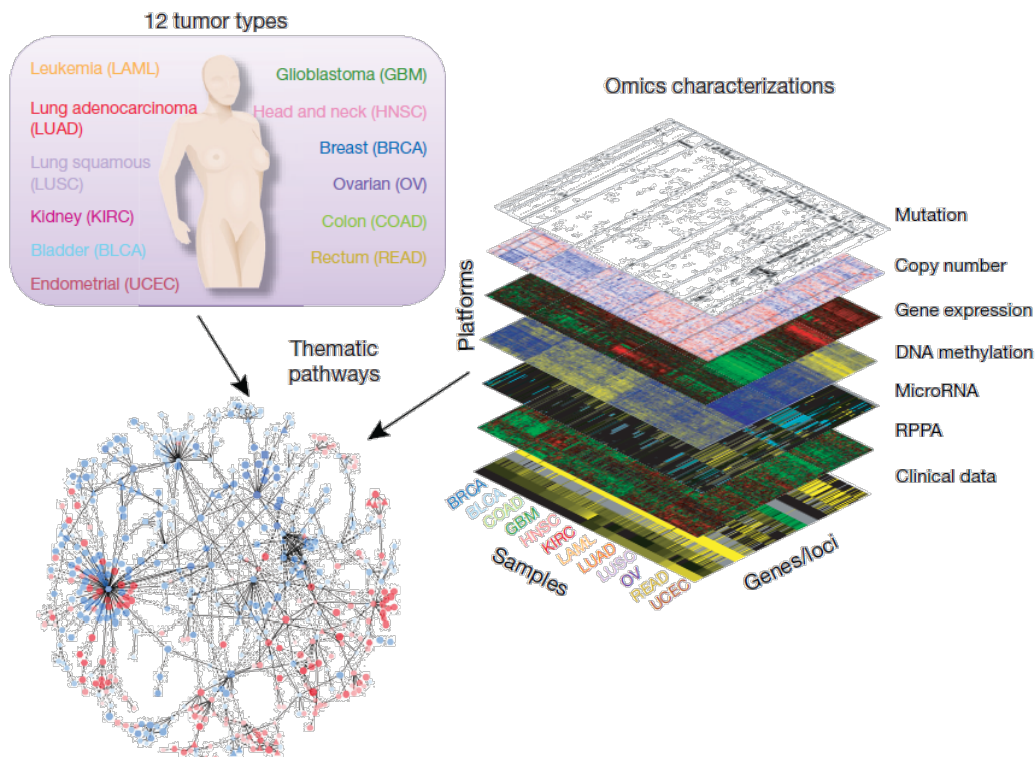 12 tumor types
Leukemia (LAML)
Lung adenocarcinoma
(LUAD)
Lung squamous
(LUSC)
Kidney (KIRC)
Bladder (BLCA)
Endometrial (UCEC)
Glioblastoma (GBM)
Head and neck (HNSC)
Breast (BRCA)
Ovarian (OV)
Colon (COAD)
Rectum (READ)
Thematic
pathways
Omics characterizations
Mutation
Copy number
Gene expression
DNA methylation
MicroRNA
RPPA
Clinical data
Platforms
BRCA
BLCA
COAD
GBM
HNSC
KIRC
LAML
LUAD
LUSC
OV
READ
UCEC
Samples
Genes/loci